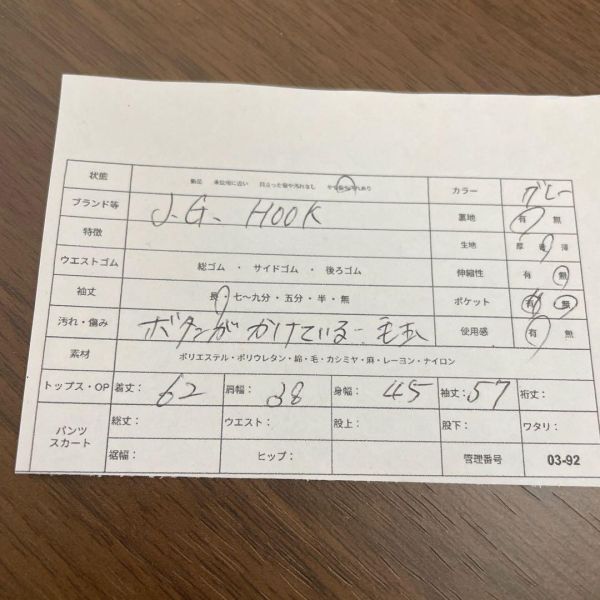 状態 新品 未使用に近い 目立った傷や汚れなし やや傷や汚れあり カラー グレー
ブランド等 J.G. HOOK 裏地 有 無
特徴 生地 厚 普 薄
ウエストゴム 総ゴム ・ サイドゴム ・ 後ろゴム 伸縮性 有 無
袖丈 長・七～九分・五分・半・無 ポケット 有 無
汚れ・傷み ボタンがかけている 毛玉 使用感 有 無
素材 ポリエステル・ポリウレタン・綿・毛・カシミヤ・麻・レーヨン・ナイロン
トップス・OP 着丈： 62 肩幅： 38 身幅： 45 袖丈： 57 裄丈：
パンツ スカート 総丈： ウエスト： 股上： 股下： ワタリ：
裾幅： ヒップ： 管理番号 03-92